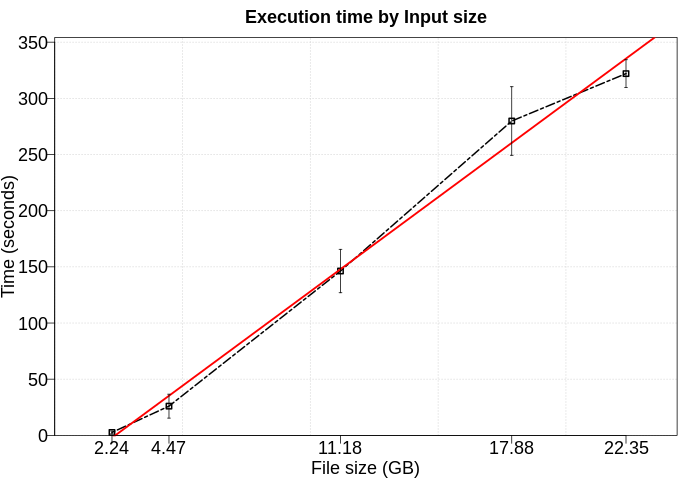 Execution time by Input size
350
300
250
200
150
100
50
0
Time (seconds)
2.24 4.47 11.18 17.88 22.35
File size (GB)